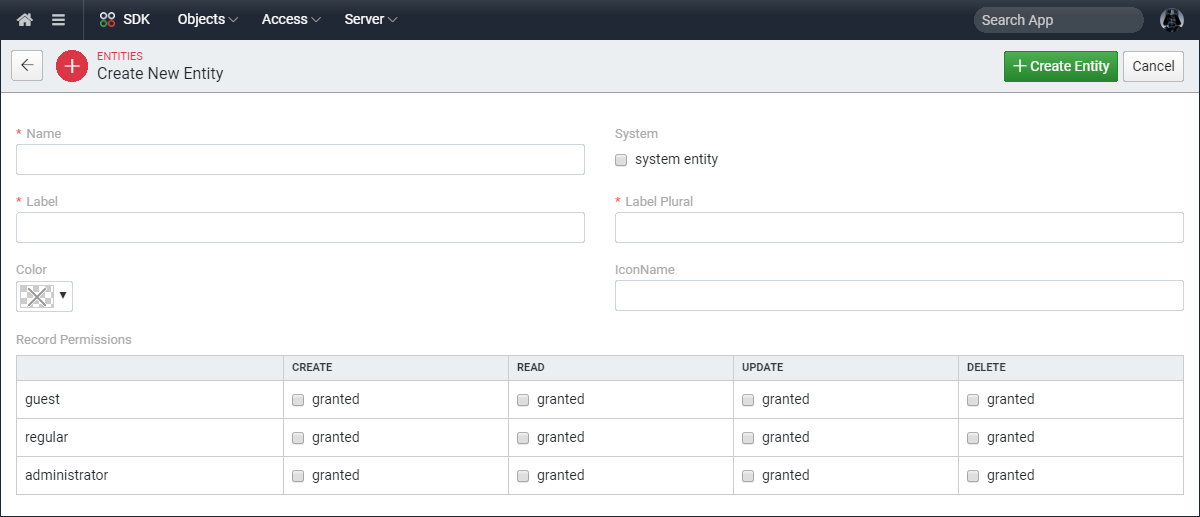 SDK Objects Access Server Search App
ENTITIES
Create New Entity
Create Entity Cancel
* Name System
system entity
* Label * Label Plural
Color IconName
Record Permissions
CREATE READ UPDATE DELETE
guest granted granted granted granted
regular granted granted granted granted
administrator granted granted granted granted